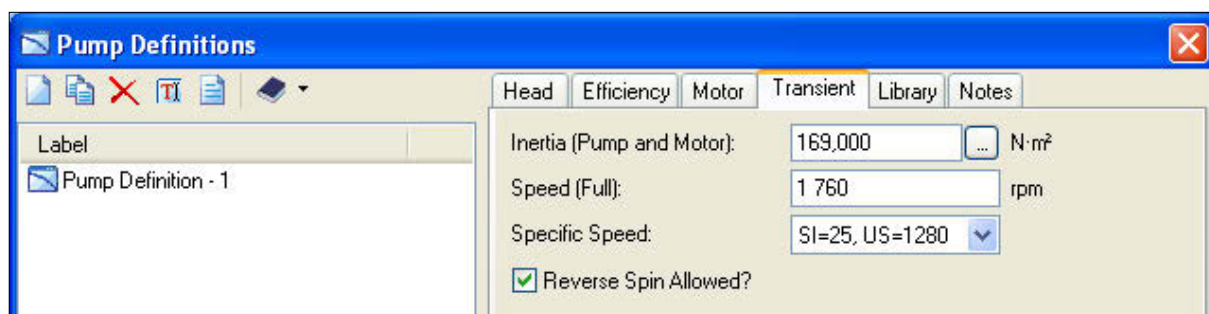 Pump Definitions
Head Efficiency Motor Transient Library Notes
Label
Pump Definition - 1
Inertia (Pump and Motor): 169,000 ... N·m²
Speed (Full): 1 760 rpm
Specific Speed: SI=25, US=1280
Reverse Spin Allowed?